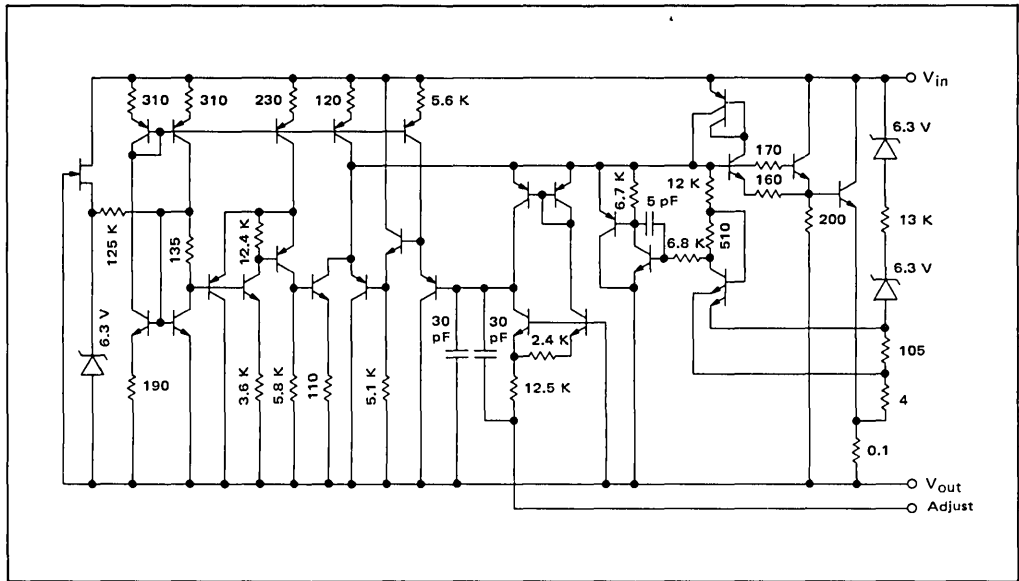 310
310
230
120
5.6 K
Vin
6.3 V
170
160
12 K
6.7 K
5 pF
6.8 K
510
200
13 K
6.3 V
125 K
135
12.4 K
6.3 V
190
3.6 K
5.8 K
110
5.1 K
30 pF
30 pF
2.4 K
12.5 K
105
4
0.1
Vout
Adjust